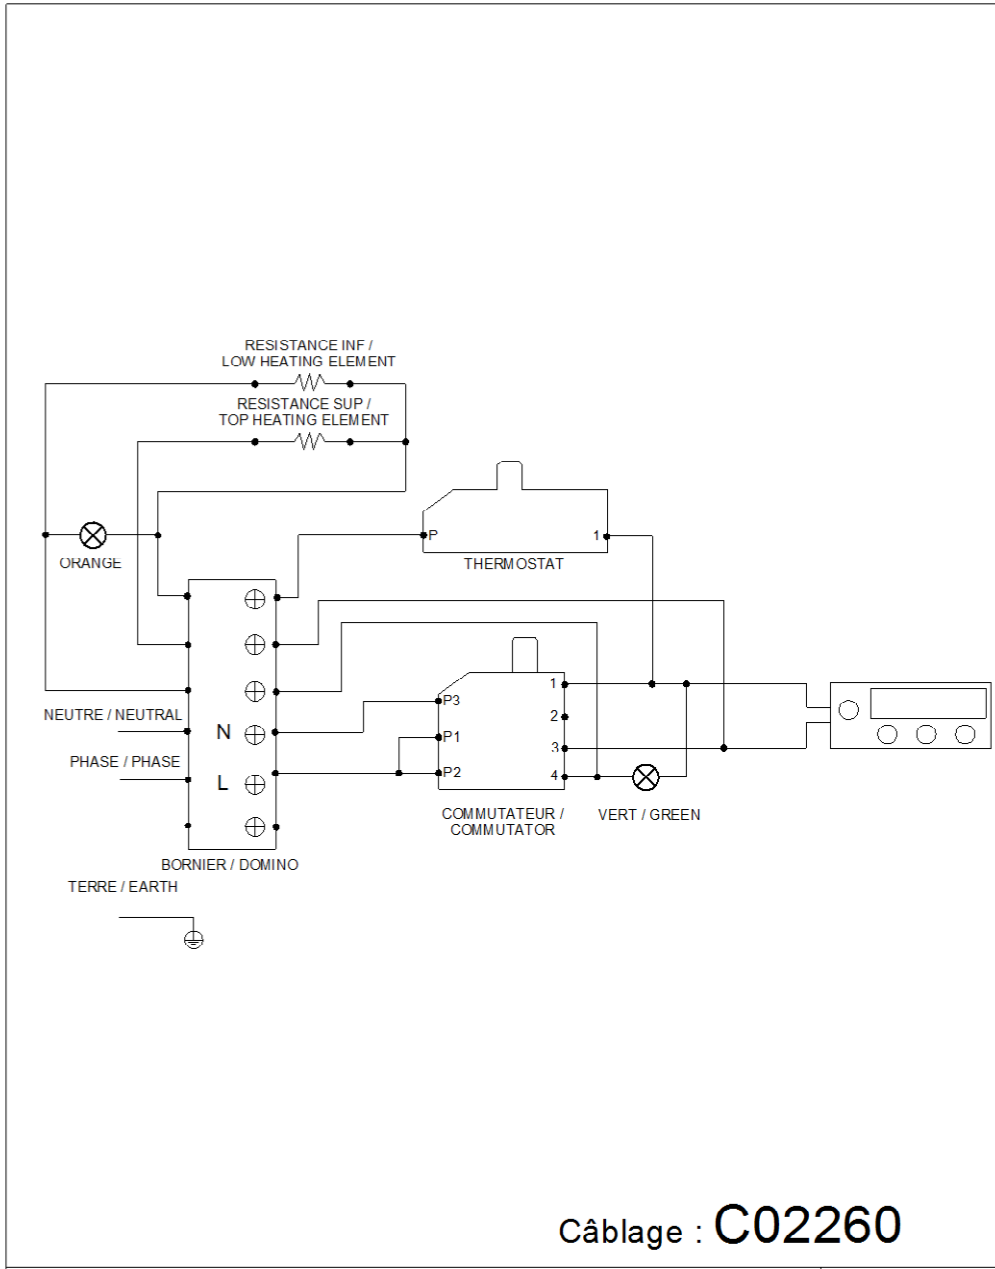 RESISTANCE INF /
LOW HEATING ELEMENT
RESISTANCE SUP /
TOP HEATING ELEMENT
ORANGE
P
1
THERMOSTAT
NEUTRE / NEUTRAL
N
PHASE / PHASE
L
P3
P1
P2
1
2
3
4
COMMUTATEUR /
COMMUTATOR
VERT / GREEN
BORNIER / DOMINO
TERRE / EARTH
Câblage : C02260